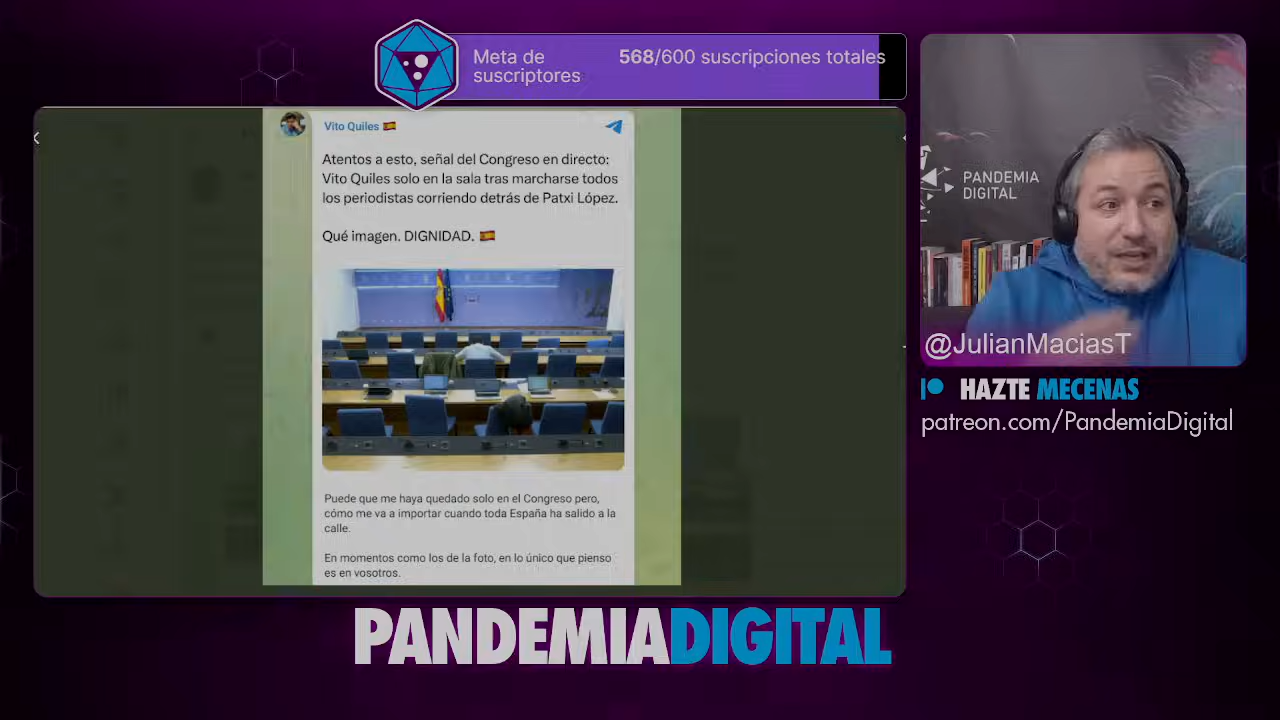 Meta de
suscriptores
568/600 suscripciones totales
Vito Quiles 🇪🇸
Atentos a esto, señal del Congreso en directo:
Vito Quiles solo en la sala tras marcharse todos
los periodistas corriendo detrás de Patxi López.
Qué imagen. DIGNIDAD. 🇪🇸
Puede que me haya quedado solo en el Congreso pero,
cómo me va a importar cuando toda España ha salido a la
calle.
En momentos como los de la foto, en lo único que pienso
es en vosotros.
PANDEMIA
DIGITAL
@JulianMaciasT
HAZTE MECENAS
patreon.com/PandemiaDigital
PANDEMIADIGITAL